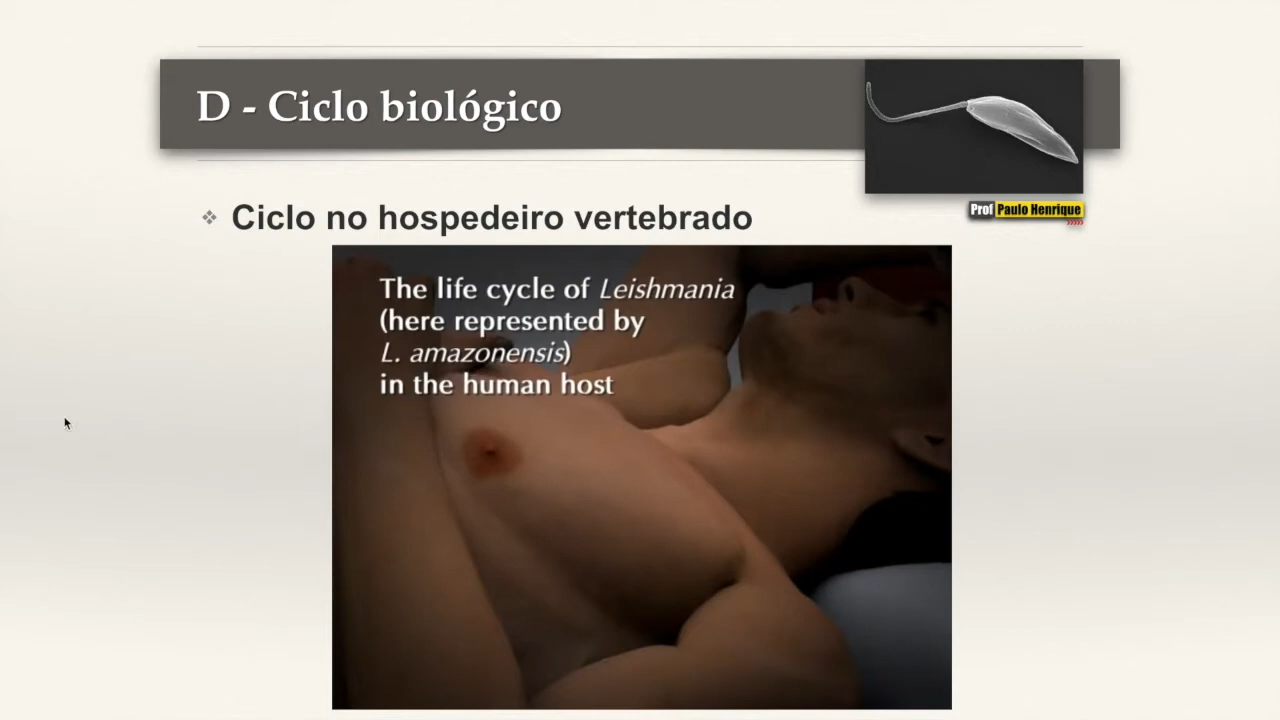 D - Ciclo biológico
Prof Paulo Henrique
Ciclo no hospedeiro vertebrado
The life cycle of Leishmania
(here represented by
L. amazonensis)
in the human host